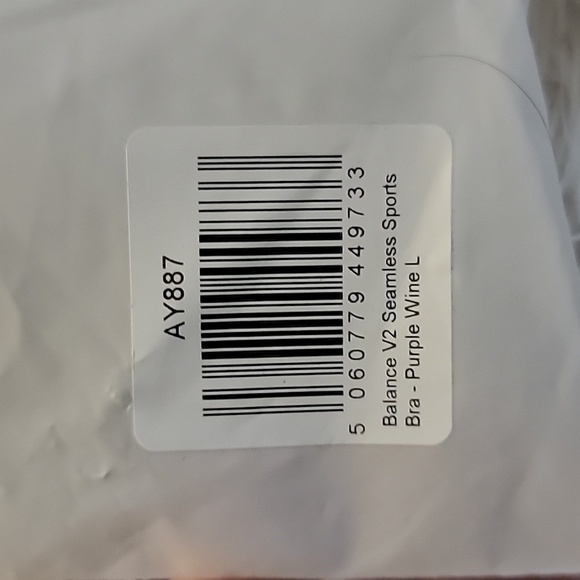 AY887
5 060779 449733
Balance V2 Seamless Sports
Bra - Purple Wine L